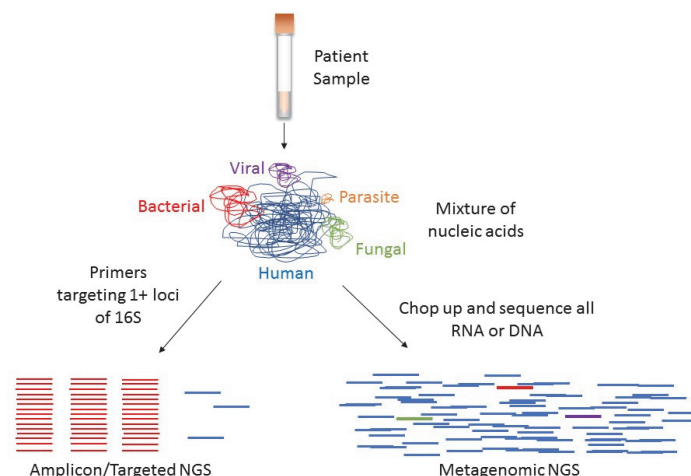 Patient
Sample
Viral
Bacterial
Parasite
Mixture of
nucleic acids
Fungal
Human
Primers
targeting 1+ loci
of 16S
Chop up and sequence all
RNA or DNA
Amplicon/Targeted NGS
Metagenomic NGS